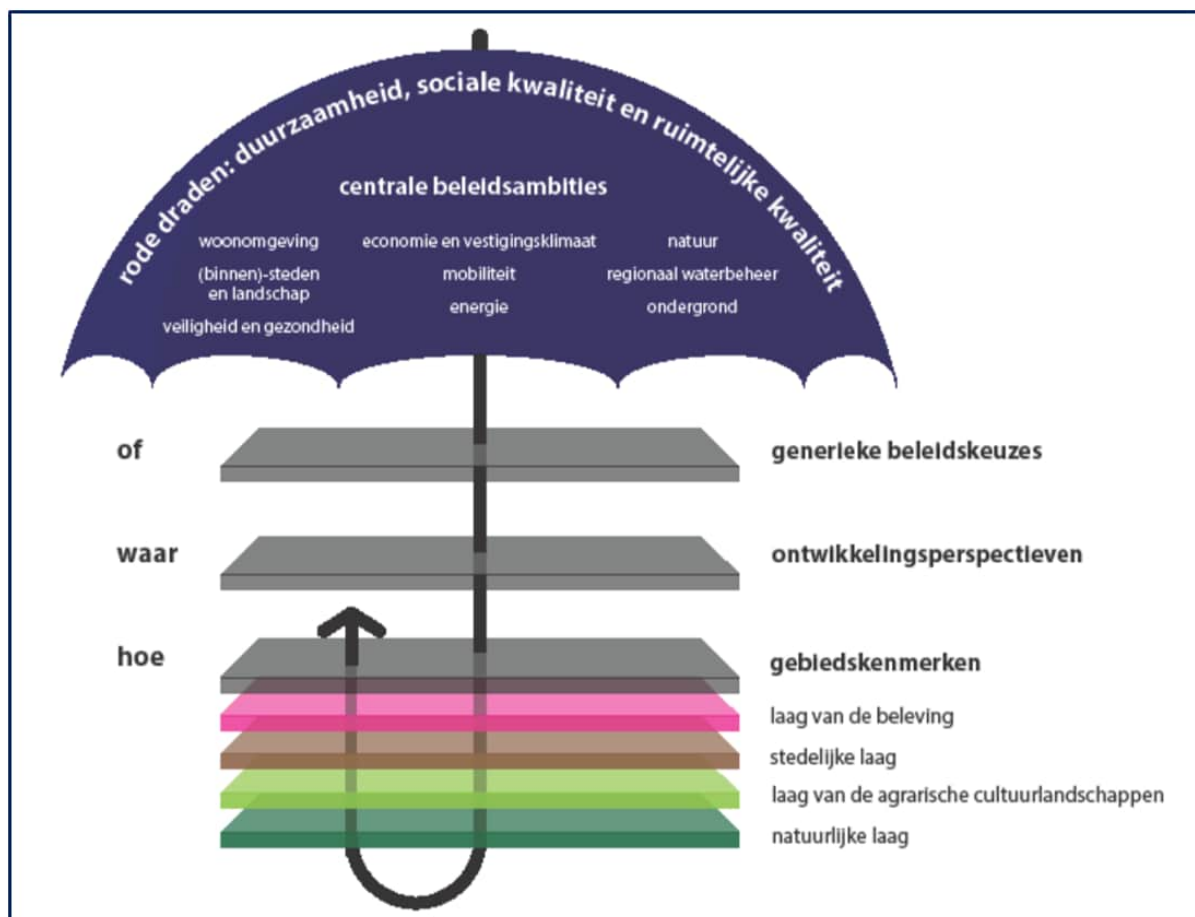 rode draden: duurzaamheid, sociale kwaliteit en ruimtelijke kwaliteit
centrale beleidsambities
woonomgeving
(binnen)-steden
en landschap
veiligheid en gezondheid
economie en vestigingsklimaat
mobiliteit
energie
natuur
regionaal waterbeheer
ondergrond
of
generieke beleidskeuzes
waar
ontwikkelingsperspectieven
hoe
gebiedskenmerken
laag van de beleving
stedelijke laag
laag van de agrarische cultuurlandschappen
natuurlijke laag